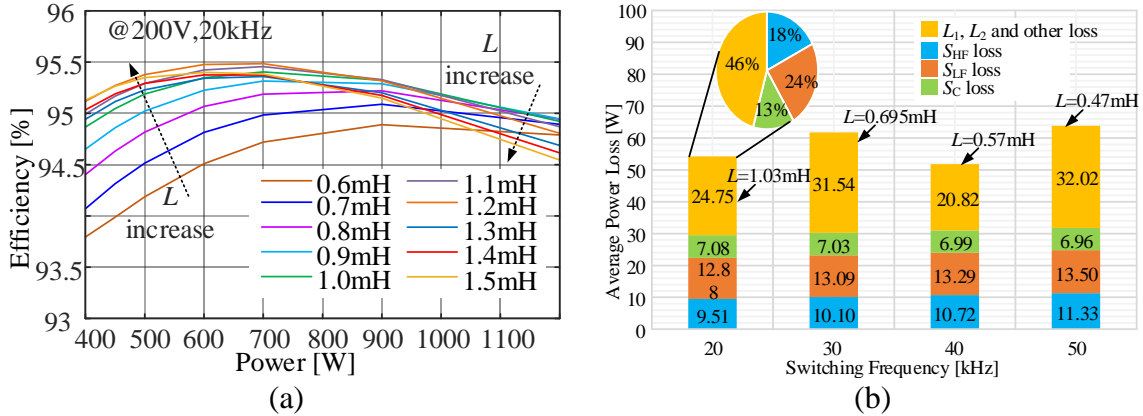 @200V,20kHz
L
increase
L
increase
0.6mH
0.7mH
0.8mH
0.9mH
1.0mH
1.1mH
1.2mH
1.3mH
1.4mH
1.5mH
96
95.5
95
94.5
94
93.5
93
Efficiency [%]
400 500 600 700 800 900 1000 1100
Power [W]
(a)
100
90
80
70
60
50
40
30
20
10
0
Average Power Loss [W]
46%
18%
24%
13%
L1, L2 and other loss
SHF loss
SLF loss
SC loss
L=1.03mH
L=0.695mH
L=0.57mH
L=0.47mH
24.75 31.54 20.82 32.02
7.08 7.03 6.99 6.96
12.8
8
13.09 13.29 13.50
9.51 10.10 10.72 11.33
20 30 40 50
Switching Frequency [kHz]
(b)